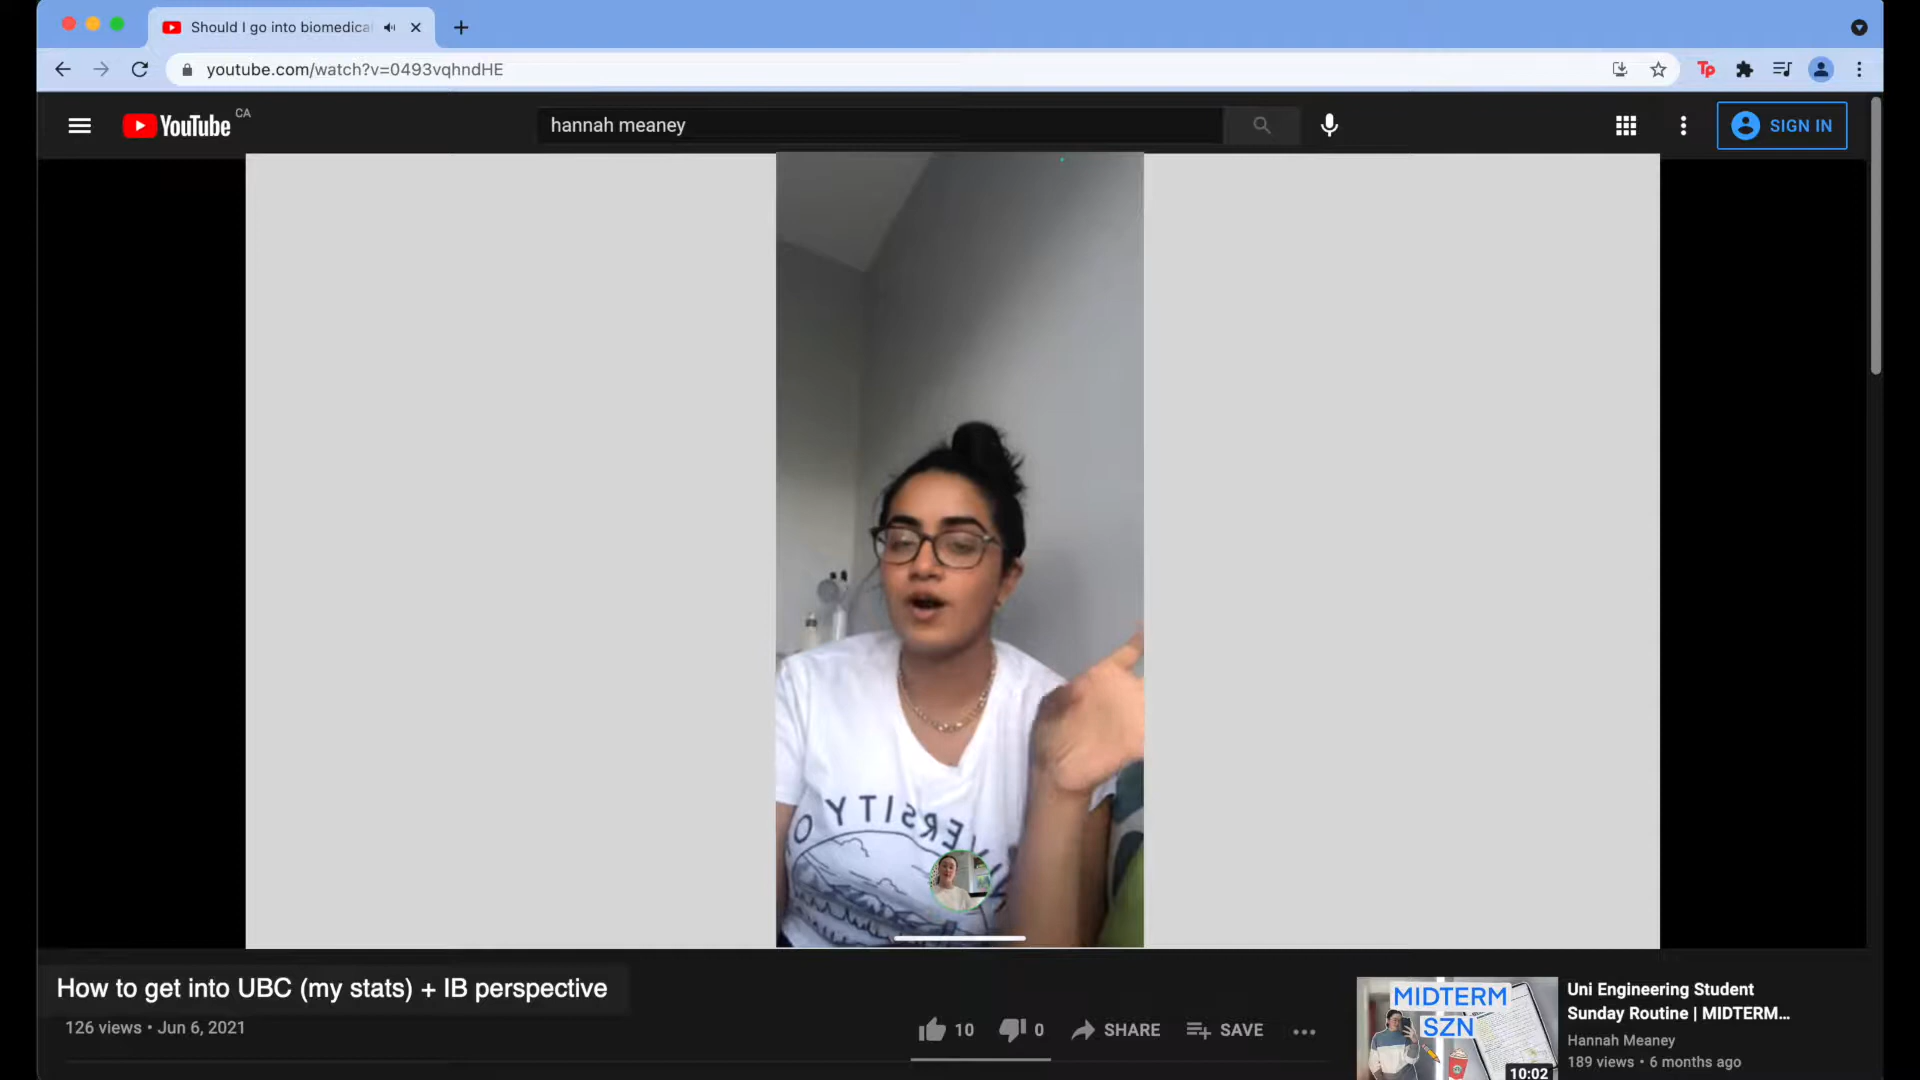 Should I go into biomedica
youtube.com/watch?v=0493vqhndHE
Tp
YouTube CA
hannah meaney
SIGN IN
How to get into UBC (my stats) + IB perspective
126 views • Jun 6, 2021
10
0
SHARE
SAVE
MIDTERM
SZN
10:02
Uni Engineering Student
Sunday Routine | MIDTERM...
Hannah Meaney
189 views • 6 months ago